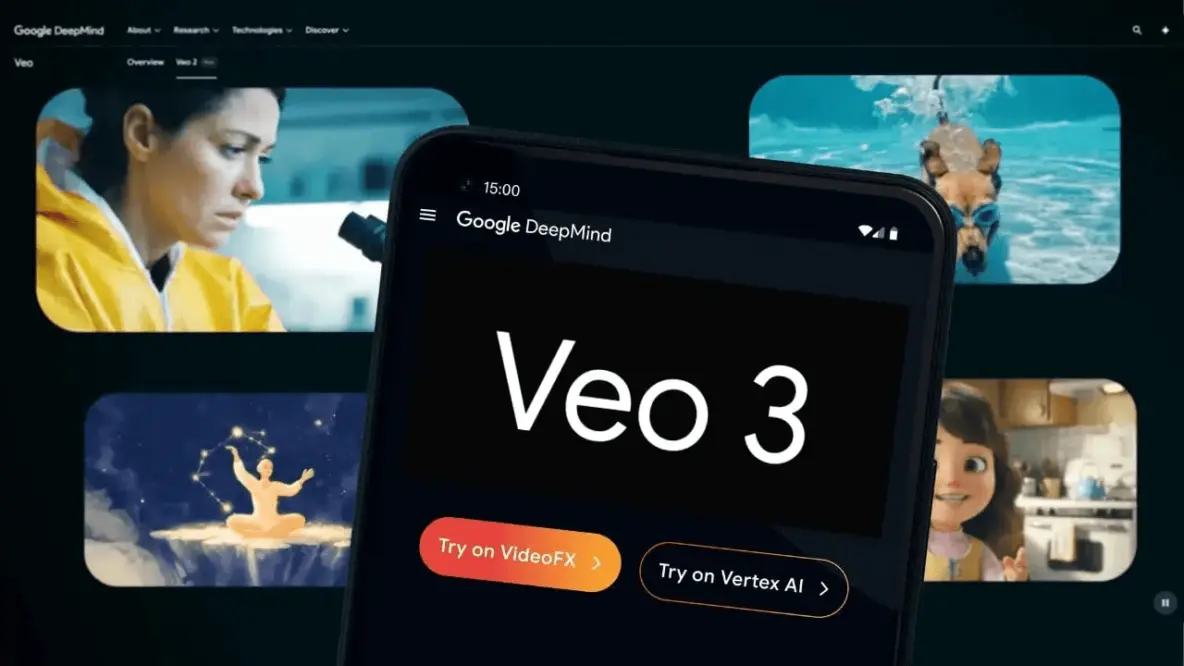 Google DeepMind About Research Technologies Discover
Veo Overview Veo 2
15:00
Google DeepMind
Veo 3
Try on VideoFX
Try on Vertex AI